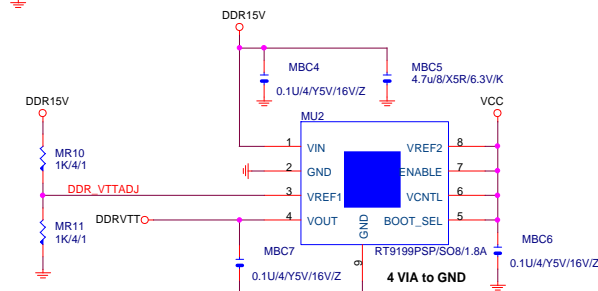 DDR15V
MBC4
0.1U/4/Y5V/16V/Z
MBC5
4.7u/8/X5R/6.3V/K
DDR15V
VCC
MU2
MR10
1K/4/1
1
VIN
VREF2
8
2
GND
ENABLE
7
DDR_VTTADJ
3
VREF1
VCNTL
6
MR11
1K/4/1
DDRVTT
4
VOUT
GND
BOOT_SEL
5
MBC7
0.1U/4/Y5V/16V/Z
9
RT9199PSP/SO8/1.8A
4 VIA to GND
MBC6
0.1U/4/Y5V/16V/Z